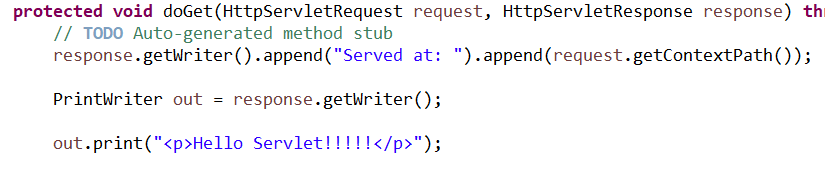 protected void doGet(HttpServletRequest request, HttpServletResponse response) thr
// TODO Auto-generated method stub
response.getWriter().append("Served at: ").append(request.getContextPath());
PrintWriter out = response.getWriter();
out.print("<p>Hello Servlet!!!!!</p>");